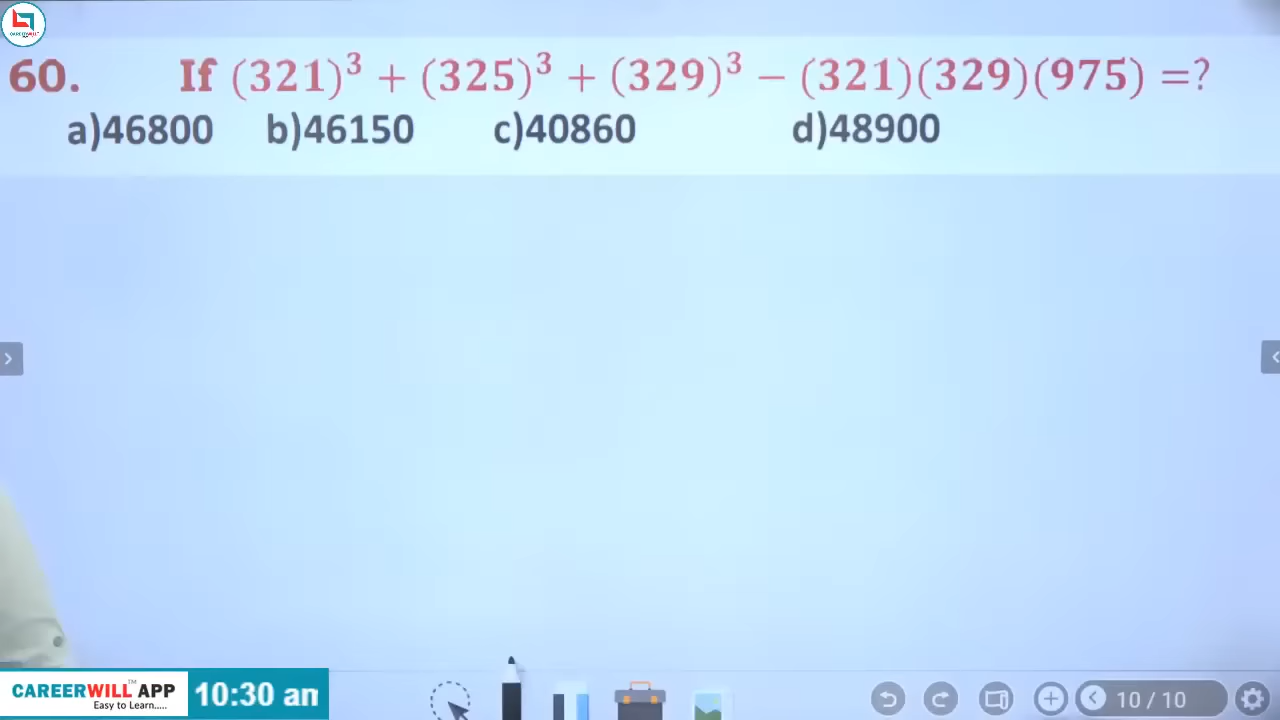 CAREERWILL
60. If (321)³ + (325)³ + (329)³ − (321)(329)(975) =?
a)46800 b)46150 c)40860 d)48900
CAREERWILL™APP
Easy to Learn.....
10:30 an
10 / 10